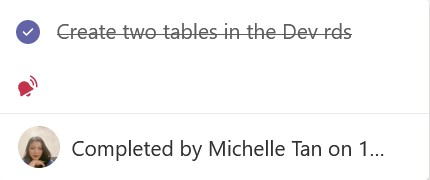 Create two tables in the Dev rds
Completed by Michelle Tan on 1...